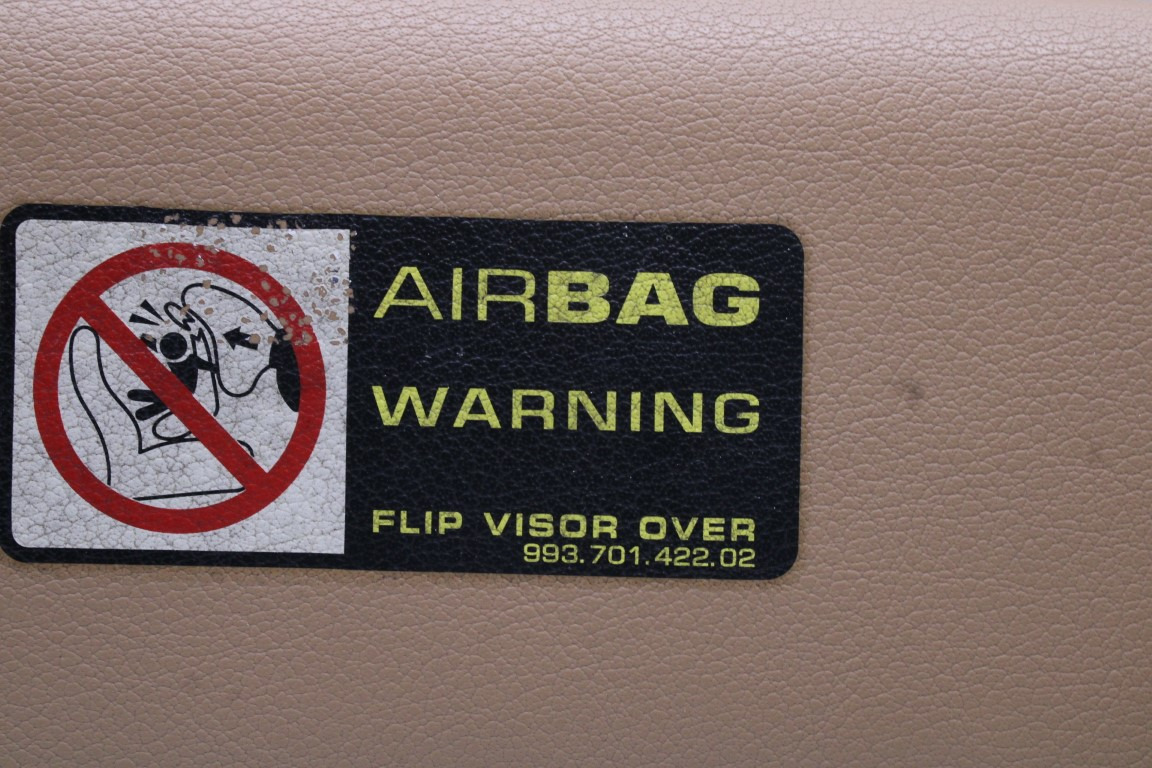 AIRBAG
WARNING
FLIP VISOR OVER
993.701.422.02